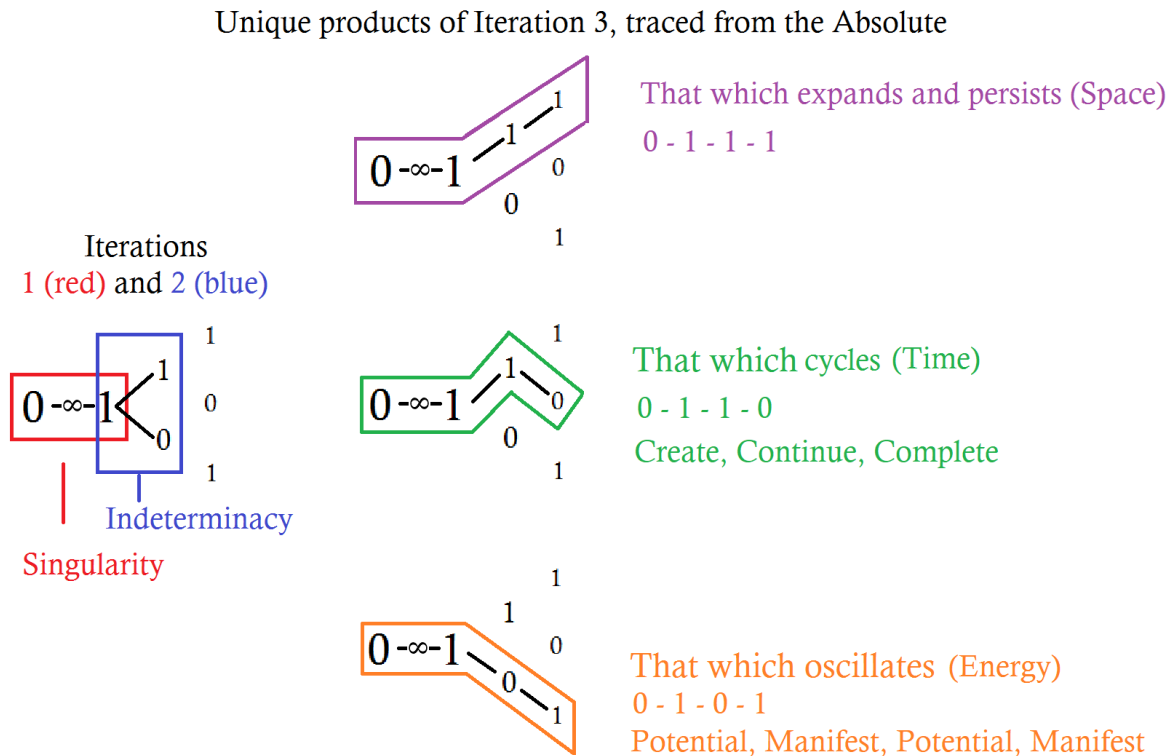 Unique products of Iteration 3, traced from the Absolute
1
That which expands and persists (Space)
1
0 - 1 - 1 - 1
0 -∞- 1
0
0
1
Iterations
1 (red) and 2 (blue)
1
1
0 -∞- 1
0
0
1
Indeterminacy
Singularity
1
1
That which cycles (Time)
0 -∞- 1
0
0 - 1 - 1 - 0
0
Create, Continue, Complete
1
1
1
0 -∞- 1
0
That which oscillates (Energy)
0
0 - 1 - 0 - 1
1
Potential, Manifest, Potential, Manifest